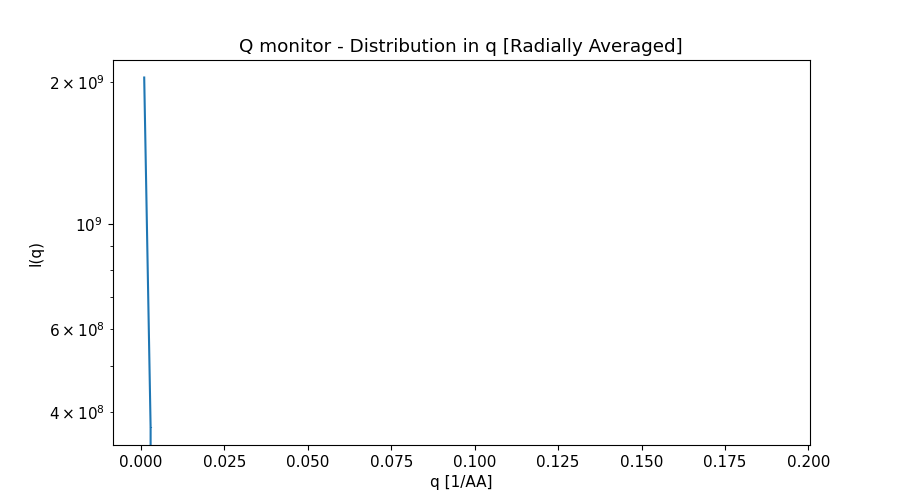 Q monitor - Distribution in q [Radially Averaged]
2 × 10⁹
10⁹
6 × 10⁸
4 × 10⁸
I(q)
0.000 0.025 0.050 0.075 0.100 0.125 0.150 0.175 0.200
q [1/AA]